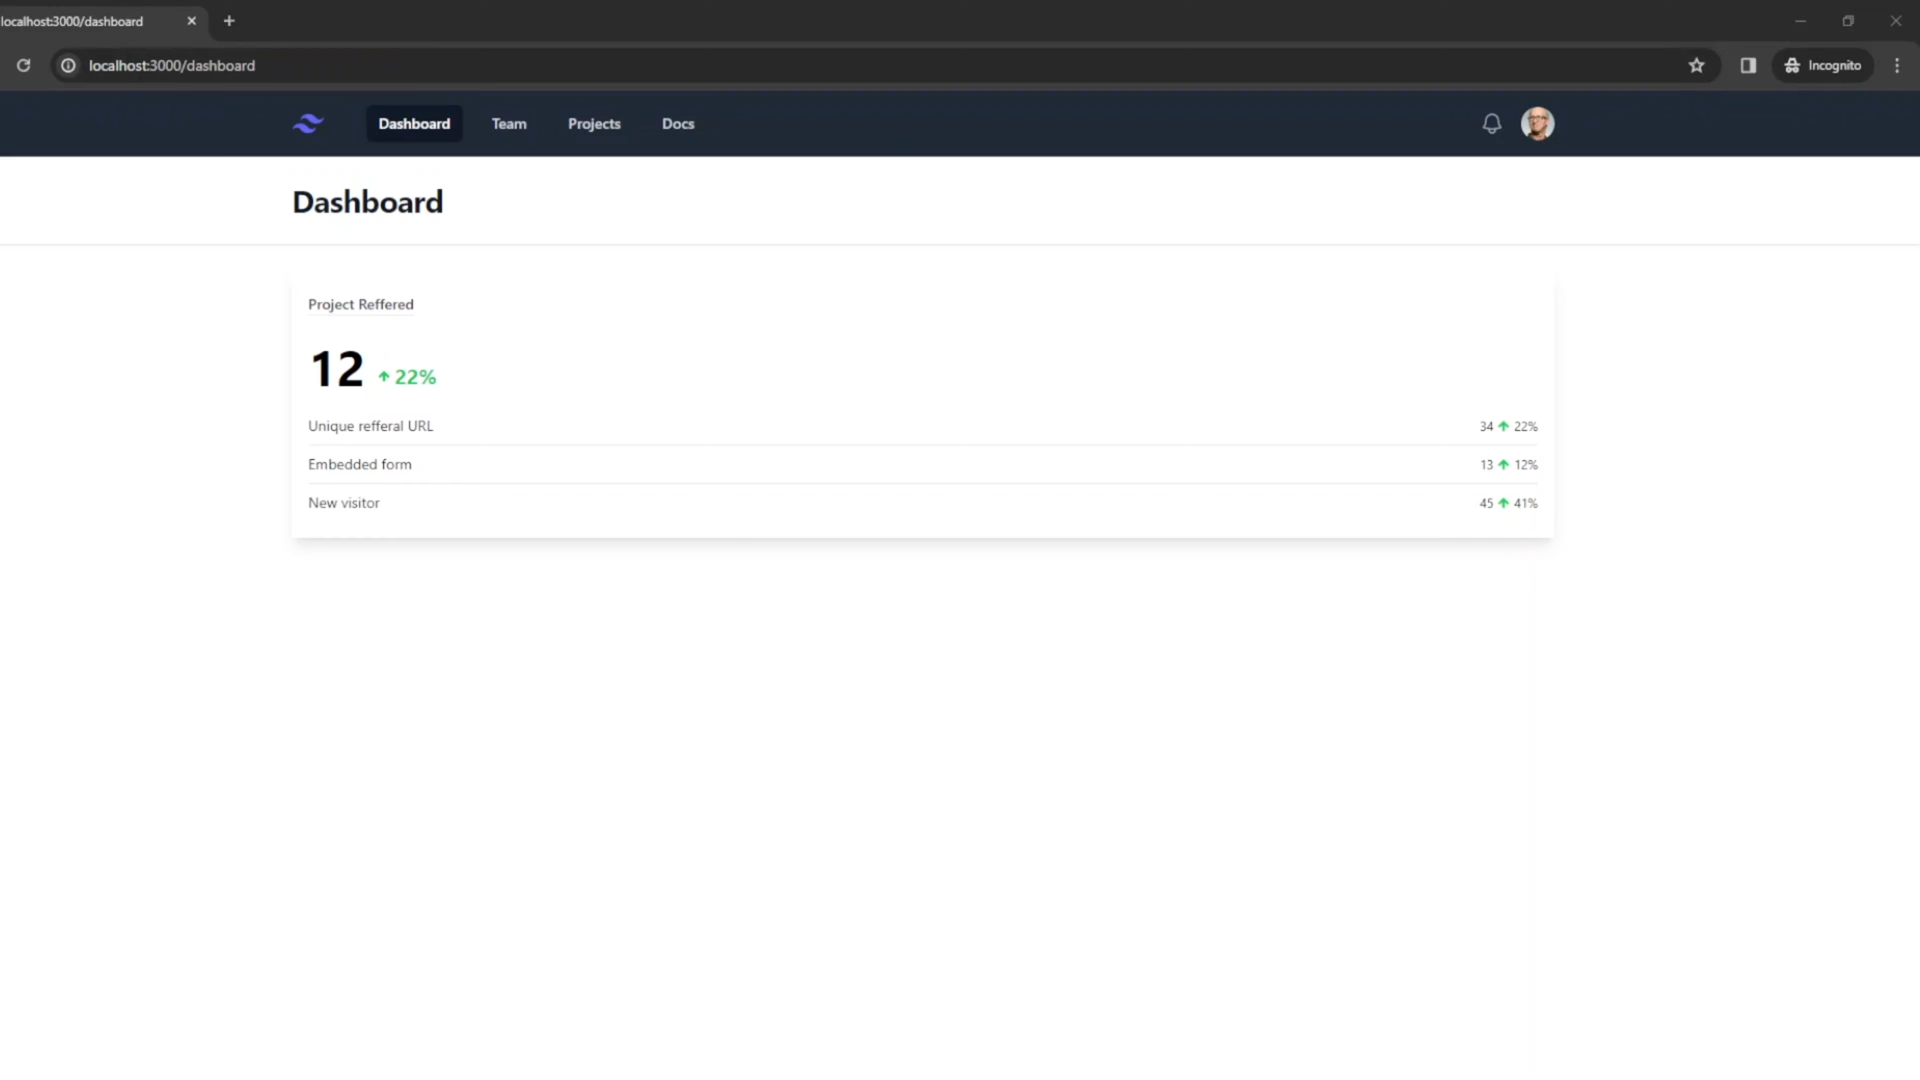 localhost:3000/dashboard
localhost:3000/dashboard
Incognito
Dashboard Team Projects Docs
Dashboard
Project Reffered
12 22%
Unique refferal URL 34 22%
Embedded form 13 12%
New visitor 45 41%